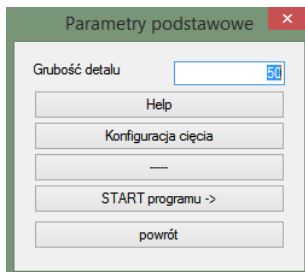 Parametry podstawowe
Grubość detalu 50
Help
Konfiguracja cięcia
-----
START programu ->
powrót